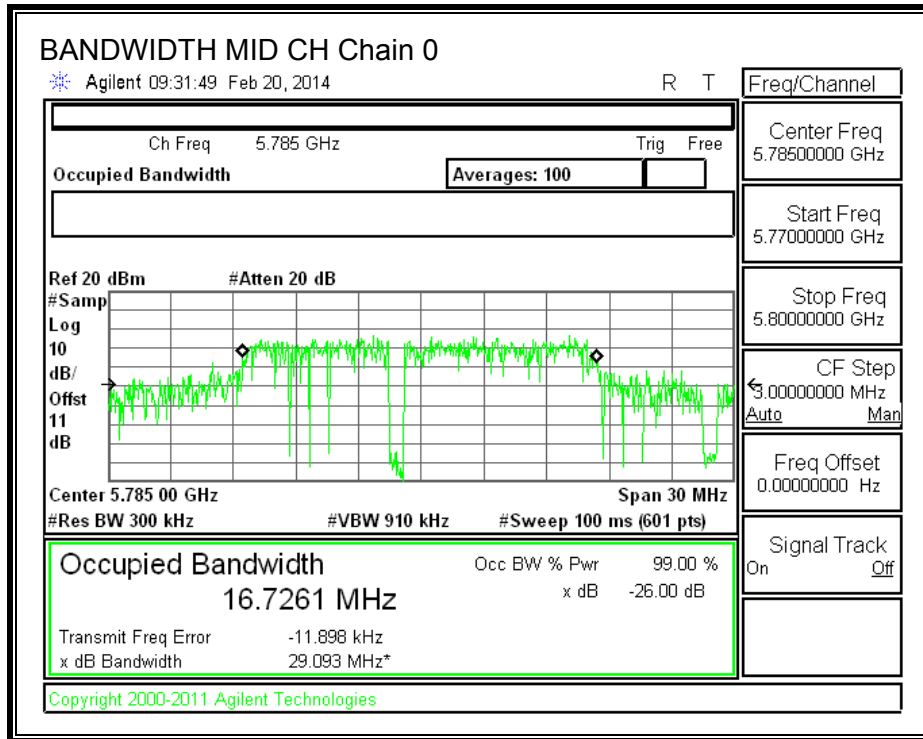 BANDWIDTH MID CH Chain 0
Agilent 09:31:49 Feb 20, 2014 R T
Freq/Channel
Ch Freq 5.785 GHz Trig Free
Occupied Bandwidth Averages: 100
Center Freq
5.78500000 GHz
Start Freq
5.77000000 GHz
Stop Freq
5.80000000 GHz
CF Step
3.00000000 MHz
Auto Man
Freq Offset
0.00000000 Hz
Signal Track
On Off
Ref 20 dBm #Atten 20 dB
#Samp
Log
10
dB/
Offst
11
dB
Center 5.785 00 GHz Span 30 MHz
#Res BW 300 kHz #VBW 910 kHz #Sweep 100 ms (601 pts)
Occupied Bandwidth Occ BW % Pwr 99.00 %
16.7261 MHz x dB -26.00 dB
Transmit Freq Error -11.898 kHz
x dB Bandwidth 29.093 MHz*
Copyright 2000-2011 Agilent Technologies